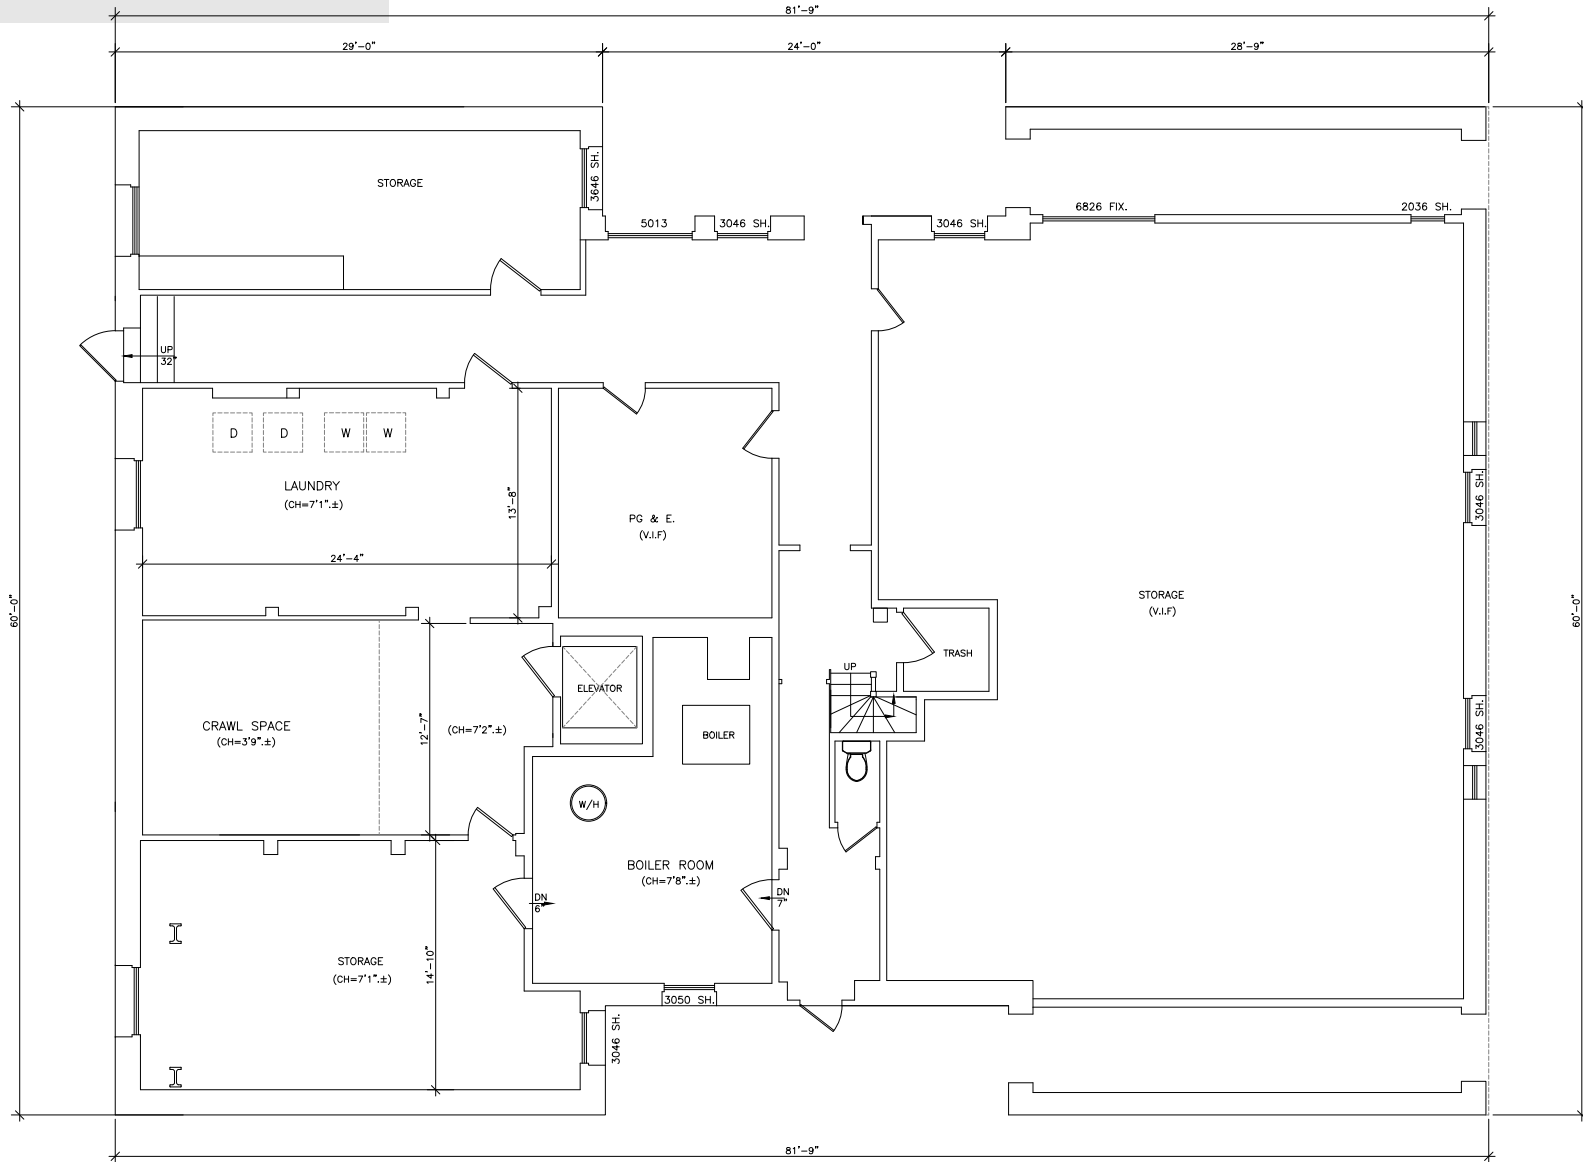 81'-9"
29'-0"
24'-0"
28'-9"
STORAGE
3646 SH.
5013
3046 SH.
3046 SH.
6826 FIX.
2036 SH.
UP
32"
D
D
W
W
LAUNDRY
(CH=7'1".±)
13'-8"
24'-4"
PG & E.
(V.I.F)
3046 SH.
60'-0"
STORAGE
(V.I.F)
60'-0"
TRASH
UP
ELEVATOR
CRAWL SPACE
(CH=3'9".±)
12'-7"
(CH=7'2".±)
BOILER
3046 SH.
W/H
BOILER ROOM
(CH=7'8".±)
DN
6"
DN
7"
STORAGE
(CH=7'1".±)
14'-10"
3050 SH.
3046 SH.
81'-9"